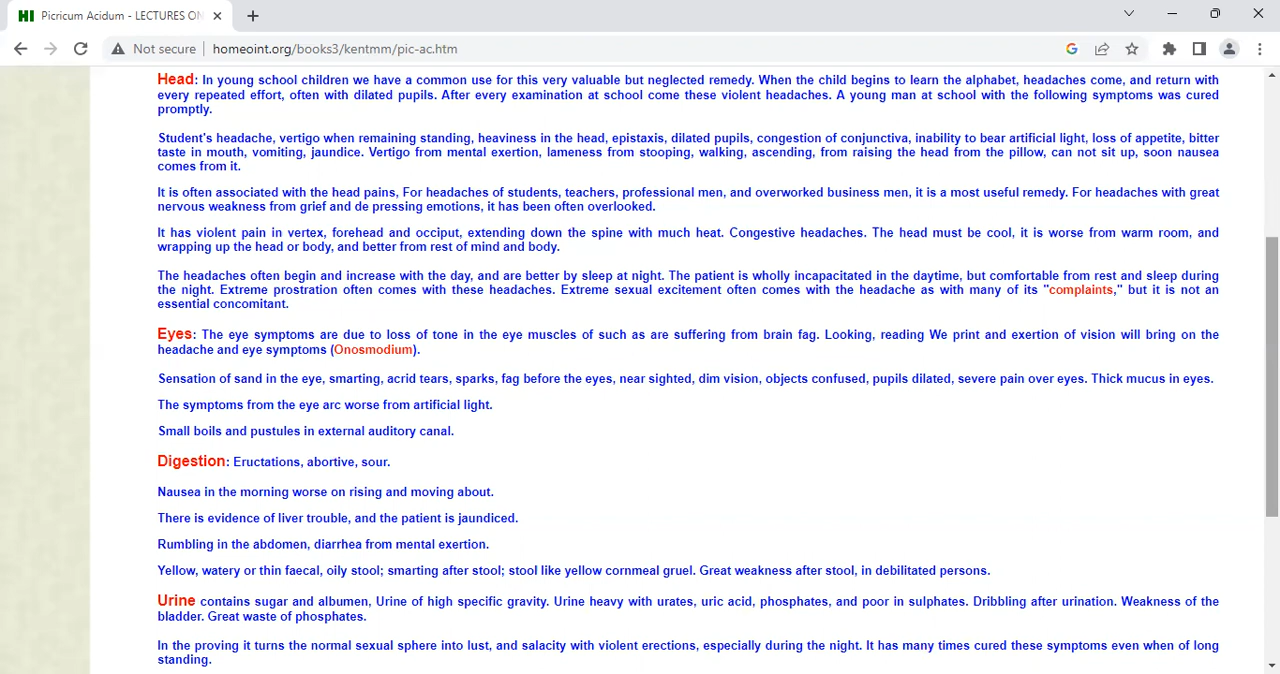 Picricum Acidum - LECTURES ON
Not secure
homeoint.org/books3/kentmm/pic-ac.htm
Head: In young school children we have a common use for this very valuable but neglected remedy. When the child begins to learn the alphabet, headaches come, and return with
every repeated effort, often with dilated pupils. After every examination at school come these violent headaches. A young man at school with the following symptoms was cured
promptly.
Student's headache, vertigo when remaining standing, heaviness in the head, epistaxis, dilated pupils, congestion of conjunctiva, inability to bear artificial light, loss of appetite, bitter
taste in mouth, vomiting, jaundice. Vertigo from mental exertion, lameness from stooping, walking, ascending, from raising the head from the pillow, can not sit up, soon nausea
comes from it.
It is often associated with the head pains, For headaches of students, teachers, professional men, and overworked business men, it is a most useful remedy. For headaches with great
nervous weakness from grief and de pressing emotions, it has been often overlooked.
It has violent pain in vertex, forehead and occiput, extending down the spine with much heat. Congestive headaches. The head must be cool, it is worse from warm room, and
wrapping up the head or body, and better from rest of mind and body.
The headaches often begin and increase with the day, and are better by sleep at night. The patient is wholly incapacitated in the daytime, but comfortable from rest and sleep during
the night. Extreme prostration often comes with these headaches. Extreme sexual excitement often comes with the headache as with many of its "complaints," but it is not an
essential concomitant.
Eyes: The eye symptoms are due to loss of tone in the eye muscles of such as are suffering from brain fag. Looking, reading We print and exertion of vision will bring on the
headache and eye symptoms (Onosmodium).
Sensation of sand in the eye, smarting, acrid tears, sparks, fag before the eyes, near sighted, dim vision, objects confused, pupils dilated, severe pain over eyes. Thick mucus in eyes.
The symptoms from the eye arc worse from artificial light.
Small boils and pustules in external auditory canal.
Digestion: Eructations, abortive, sour.
Nausea in the morning worse on rising and moving about.
There is evidence of liver trouble, and the patient is jaundiced.
Rumbling in the abdomen, diarrhea from mental exertion.
Yellow, watery or thin faecal, oily stool; smarting after stool; stool like yellow cornmeal gruel. Great weakness after stool, in debilitated persons.
Urine contains sugar and albumen, Urine of high specific gravity. Urine heavy with urates, uric acid, phosphates, and poor in sulphates. Dribbling after urination. Weakness of the
bladder. Great waste of phosphates.
In the proving it turns the normal sexual sphere into lust, and salacity with violent erections, especially during the night. It has many times cured these symptoms even when of long
standing.